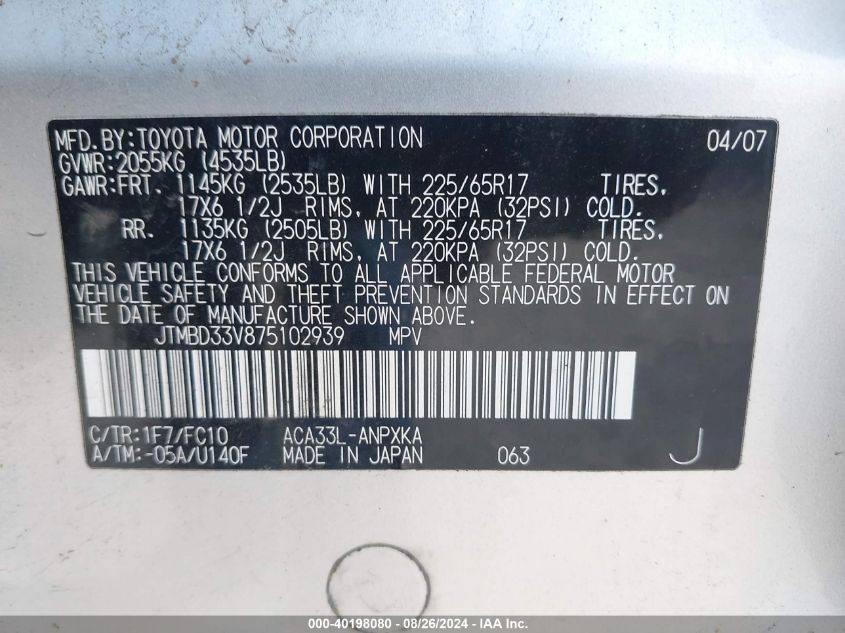 MFD.BY:TOYOTA MOTOR CORPORATION 04/07
GVWR:2055KG (4535LB)
GAWR:FRT. 1145KG (2535LB) WITH 225/65R17 TIRES,
17X6 1/2J RIMS, AT 220KPA (32PSI) COLD.
RR. 1135KG (2505LB) WITH 225/65R17 TIRES,
17X6 1/2J RIMS, AT 220KPA (32PSI) COLD.
THIS VEHICLE CONFORMS TO ALL APPLICABLE FEDERAL MOTOR
VEHICLE SAFETY AND THEFT PREVENTION STANDARDS IN EFFECT ON
THE DATE OF MANUFACTURE SHOWN ABOVE.
JTMBD33V875102939 MPV
C/TR:1F7/FC10 ACA33L-ANPXKA
A/TM:-05A/U140F MADE IN JAPAN 063 J
000-40198080 - 08/26/2024 - IAA Inc.